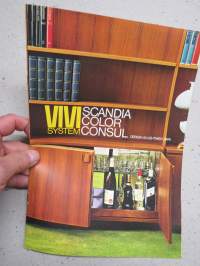 VIVI SCANDIA
COLOR
SYSTEM CONSUL